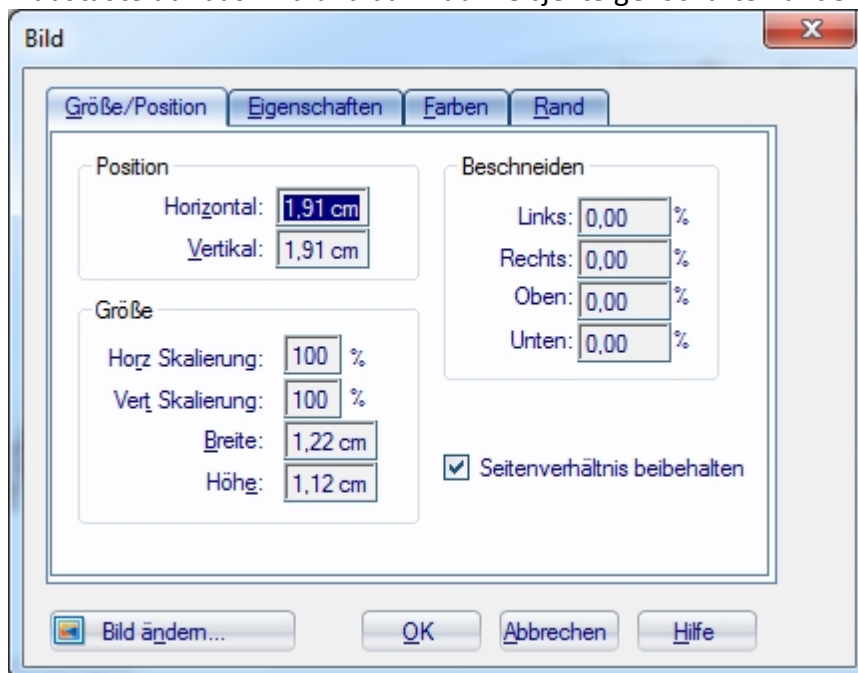 Bild
Größe/Position Eigenschaften Farben Rand
Position
Horizontal: 1,91 cm
Vertikal: 1,91 cm
Größe
Horz Skalierung: 100 %
Vert Skalierung: 100 %
Breite: 1,22 cm
Höhe: 1,12 cm
Beschneiden
Links: 0,00 %
Rechts: 0,00 %
Oben: 0,00 %
Unten: 0,00 %
Seitenverhältnis beibehalten
Bild ändern... OK Abbrechen Hilfe